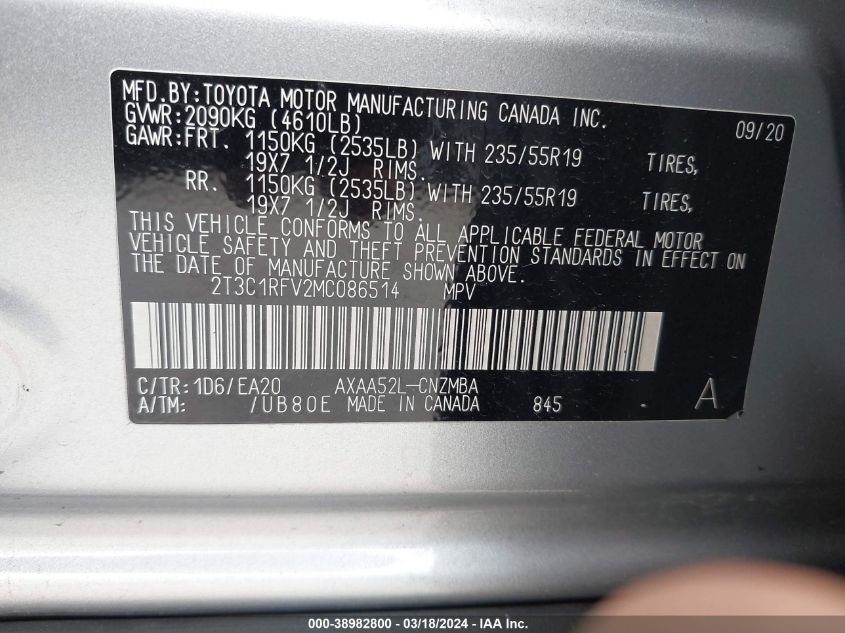 MFD.BY:TOYOTA MOTOR MANUFACTURING CANADA INC. 09/20
GVWR:2090KG (4610LB)
GAWR:FRT. 1150KG (2535LB) WITH 235/55R19 TIRES,
19X7 1/2J RIMS.
RR. 1150KG (2535LB) WITH 235/55R19 TIRES,
19X7 1/2J RIMS.
THIS VEHICLE CONFORMS TO ALL APPLICABLE FEDERAL MOTOR
VEHICLE SAFETY AND THEFT PREVENTION STANDARDS IN EFFECT ON
THE DATE OF MANUFACTURE SHOWN ABOVE.
2T3C1RFV2MC086514 MPV
C/TR:1D6/EA20 AXAA52L-CNZMBA
A/TM: /UB80E MADE IN CANADA 845 - A
000-38982800 - 03/18/2024 - IAAI.com - Copyright IAA, Inc.